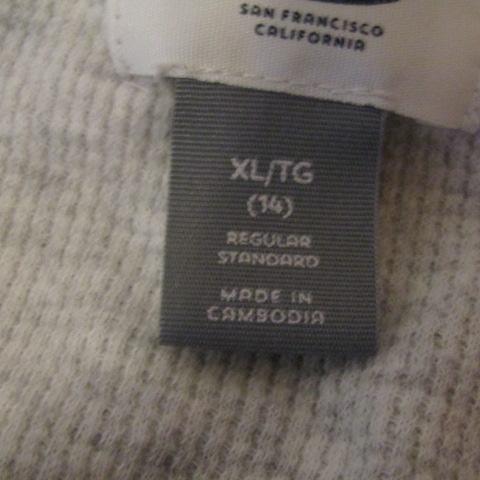 SAN FRANCISCO
CALIFORNIA
XL/TG
(14)
REGULAR
STANDARD
MADE IN
CAMBODIA